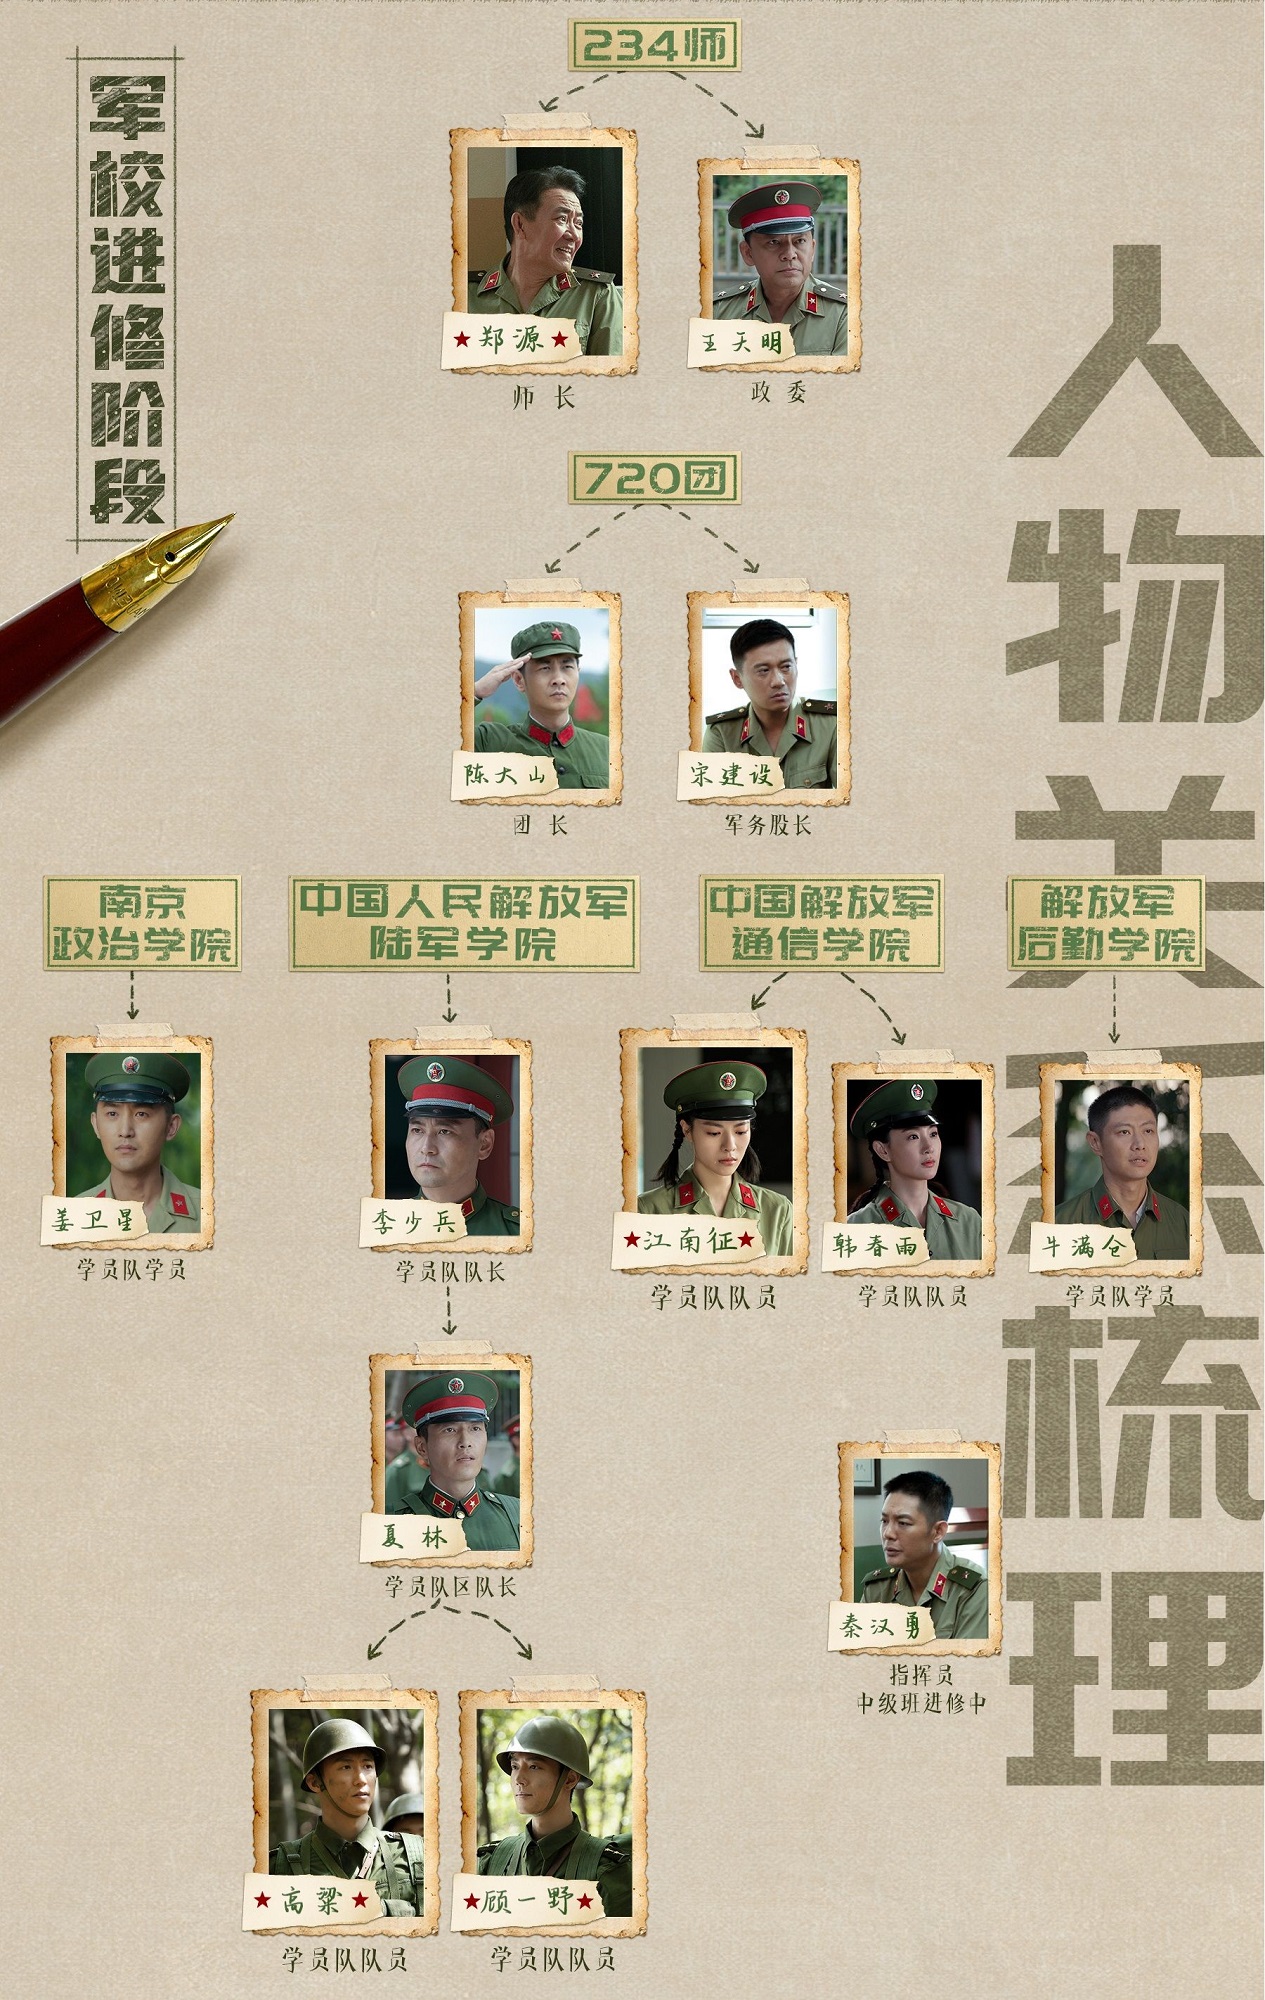 军校进修阶段
人物关系梳理
234师
郑源
师长
王天明
政委
720团
陈大山
团长
宋建设
军务股长
南京
政治学院
中国人民解放军
陆军学院
中国解放军
通信学院
解放军
后勤学院
姜卫星
学员队学员
李少兵
学员队队长
江南征
学员队队员
韩春雨
学员队队员
牛满仓
学员队学员
夏林
学员队区队长
秦汉勇
指挥员
中级班进修中
高粱
学员队队员
顾一野
学员队队员